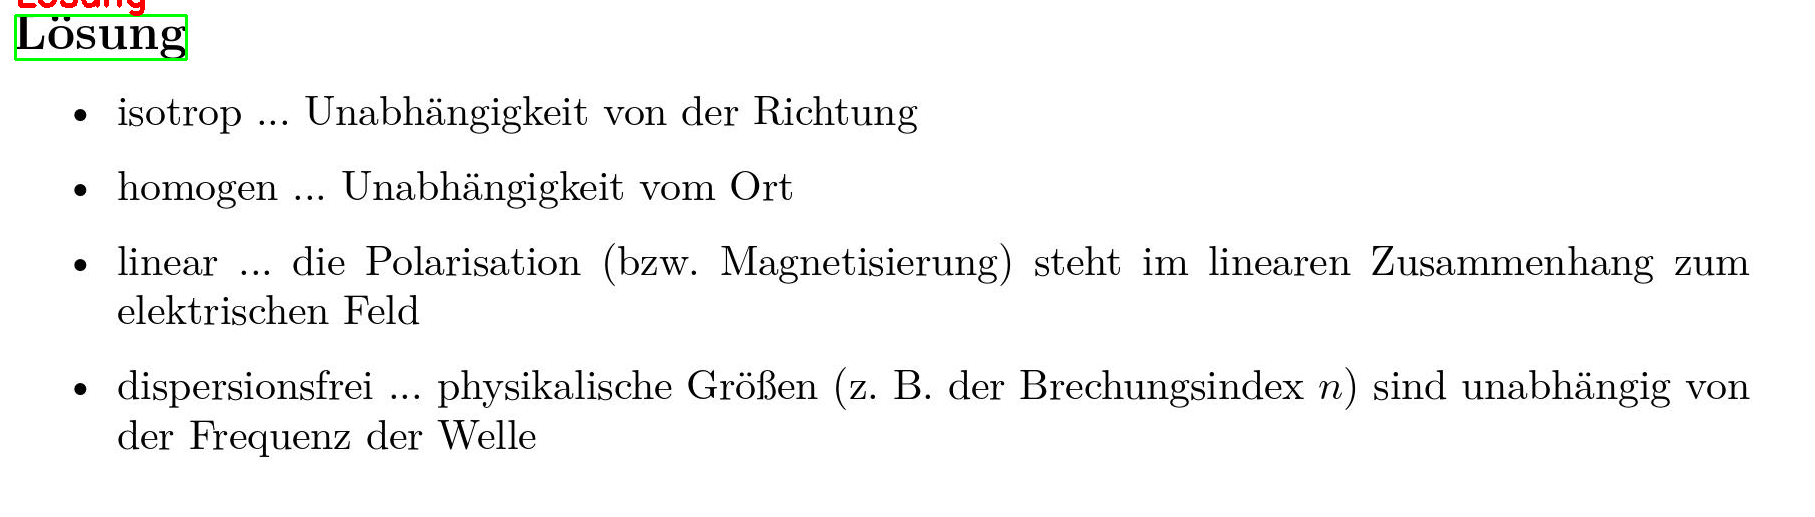 Lösung
Lösung
• isotrop ... Unabhängigkeit von der Richtung
• homogen ... Unabhängigkeit vom Ort
• linear ... die Polarisation (bzw. Magnetisierung) steht im linearen Zusammenhang zum
elektrischen Feld
• dispersionsfrei ... physikalische Größen (z. B. der Brechungsindex n) sind unabhängig von
der Frequenz der Welle